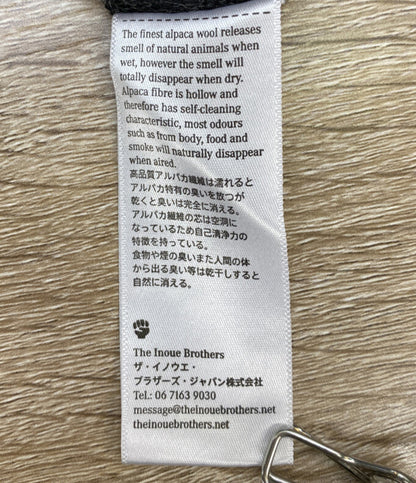 The finest alpaca wool releases
smell of natural animals when
wet, however the smell will
totally disappear when dry.
Alpaca fibre is hollow and
therefore has self-cleaning
characteristic, most odours
such as from body, food and
smoke will naturally disappear
when aired.
高品質アルパカ繊維は濡れると
アルパカ特有の臭いを放つが
乾くと臭いは完全に消える。
アルパカ繊維の芯は空洞に
なっているため自己清浄力の
特徴を持っている。
食物や煙の臭いまた人間の体
から出る臭い等は乾干しすると
自然に消える。
The Inoue Brothers
ザ・イノウエ・
ブラザーズ・ジャパン株式会社
Tel.: 06 7163 9030
message@theinouebrothers.net
theinouebrothers.net